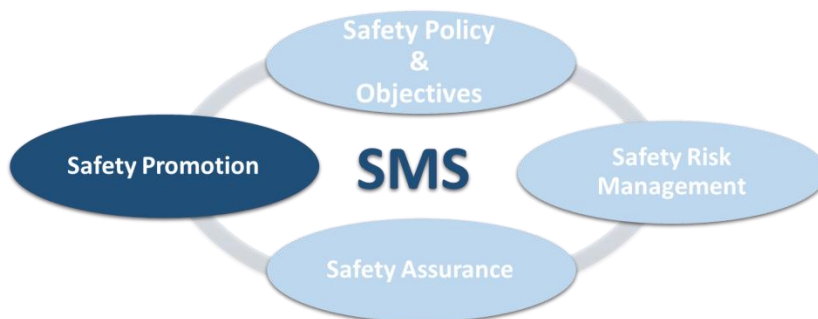 Safety Policy
&
Objectives
Safety Promotion
SMS
Safety Risk
Management
Safety Assurance